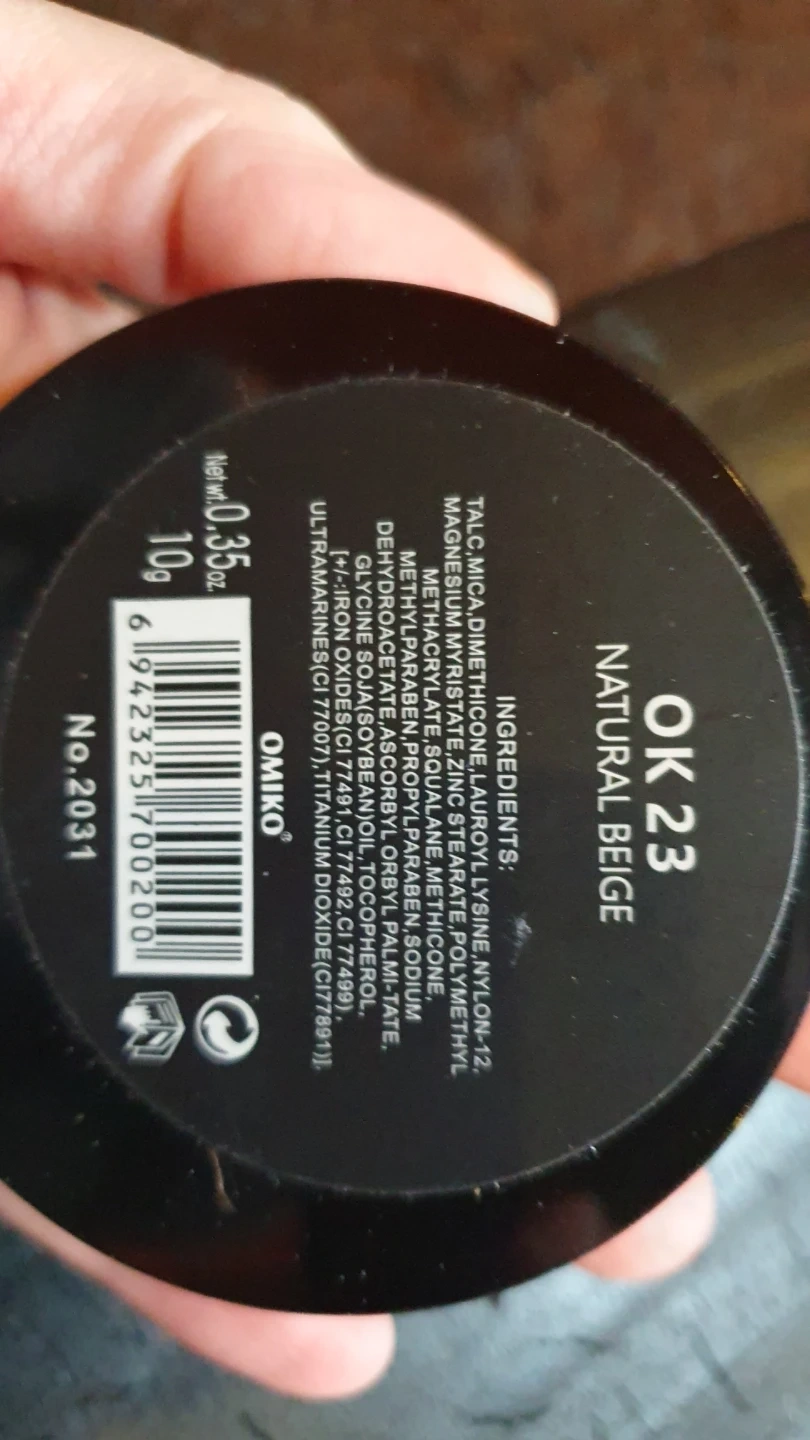 OK 23
NATURAL BEIGE
INGREDIENTS:
TALC,MICA,DIMETHICONE,LAUROYL LYSINE,NYLON-12,
MAGNESIUM MYRISTATE,ZINC STEARATE,POLYMETHYL
METHACRYLATE,SQUALANE,METHICONE,
METHYLPARABEN,PROPYLPARABEN,SODIUM
DEHYDROACETATE,ASCORBYL ORBYL PALMI-TATE,
GLYCINE SOJA(SOYBEAN)OIL,TOCOPHEROL,
[+/-:IRON OXIDES(CI 77491,CI 77492,CI 77499),
ULTRAMARINES(CI 77007),TITANIUM DIOXIDE(CI77891)].
OMIKO®
Net wt.0.35oz.
10g
6 942325 700200
No.2031